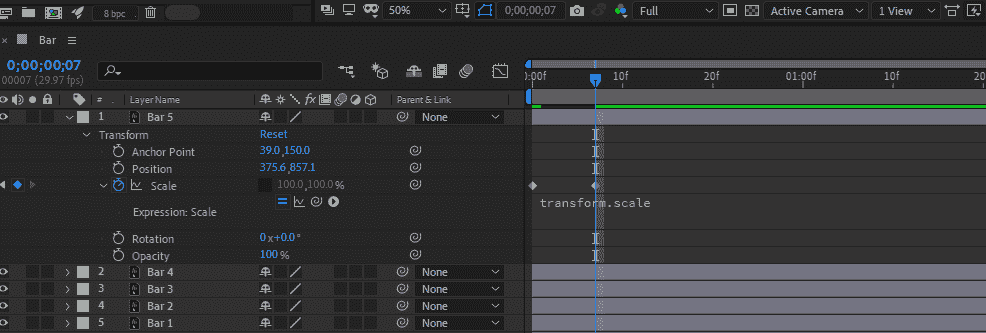 8 bpc
50%
0;00;00;07
Full
Active Camera
1 View
Bar
0;00;00;07
00007 (29.97 fps)
:00f
10f
20f
01:00f
10f
20
#
Layer Name
fx
Parent & Link
1 Bar 5 None
Transform Reset
Anchor Point 39.0,150.0
Position 375.6,857.1
Scale 100.0,100.0%
Expression: Scale
transform.scale
Rotation 0x+0.0°
Opacity 100%
2 Bar 4 None
3 Bar 3 None
4 Bar 2 None
5 Bar 1 None